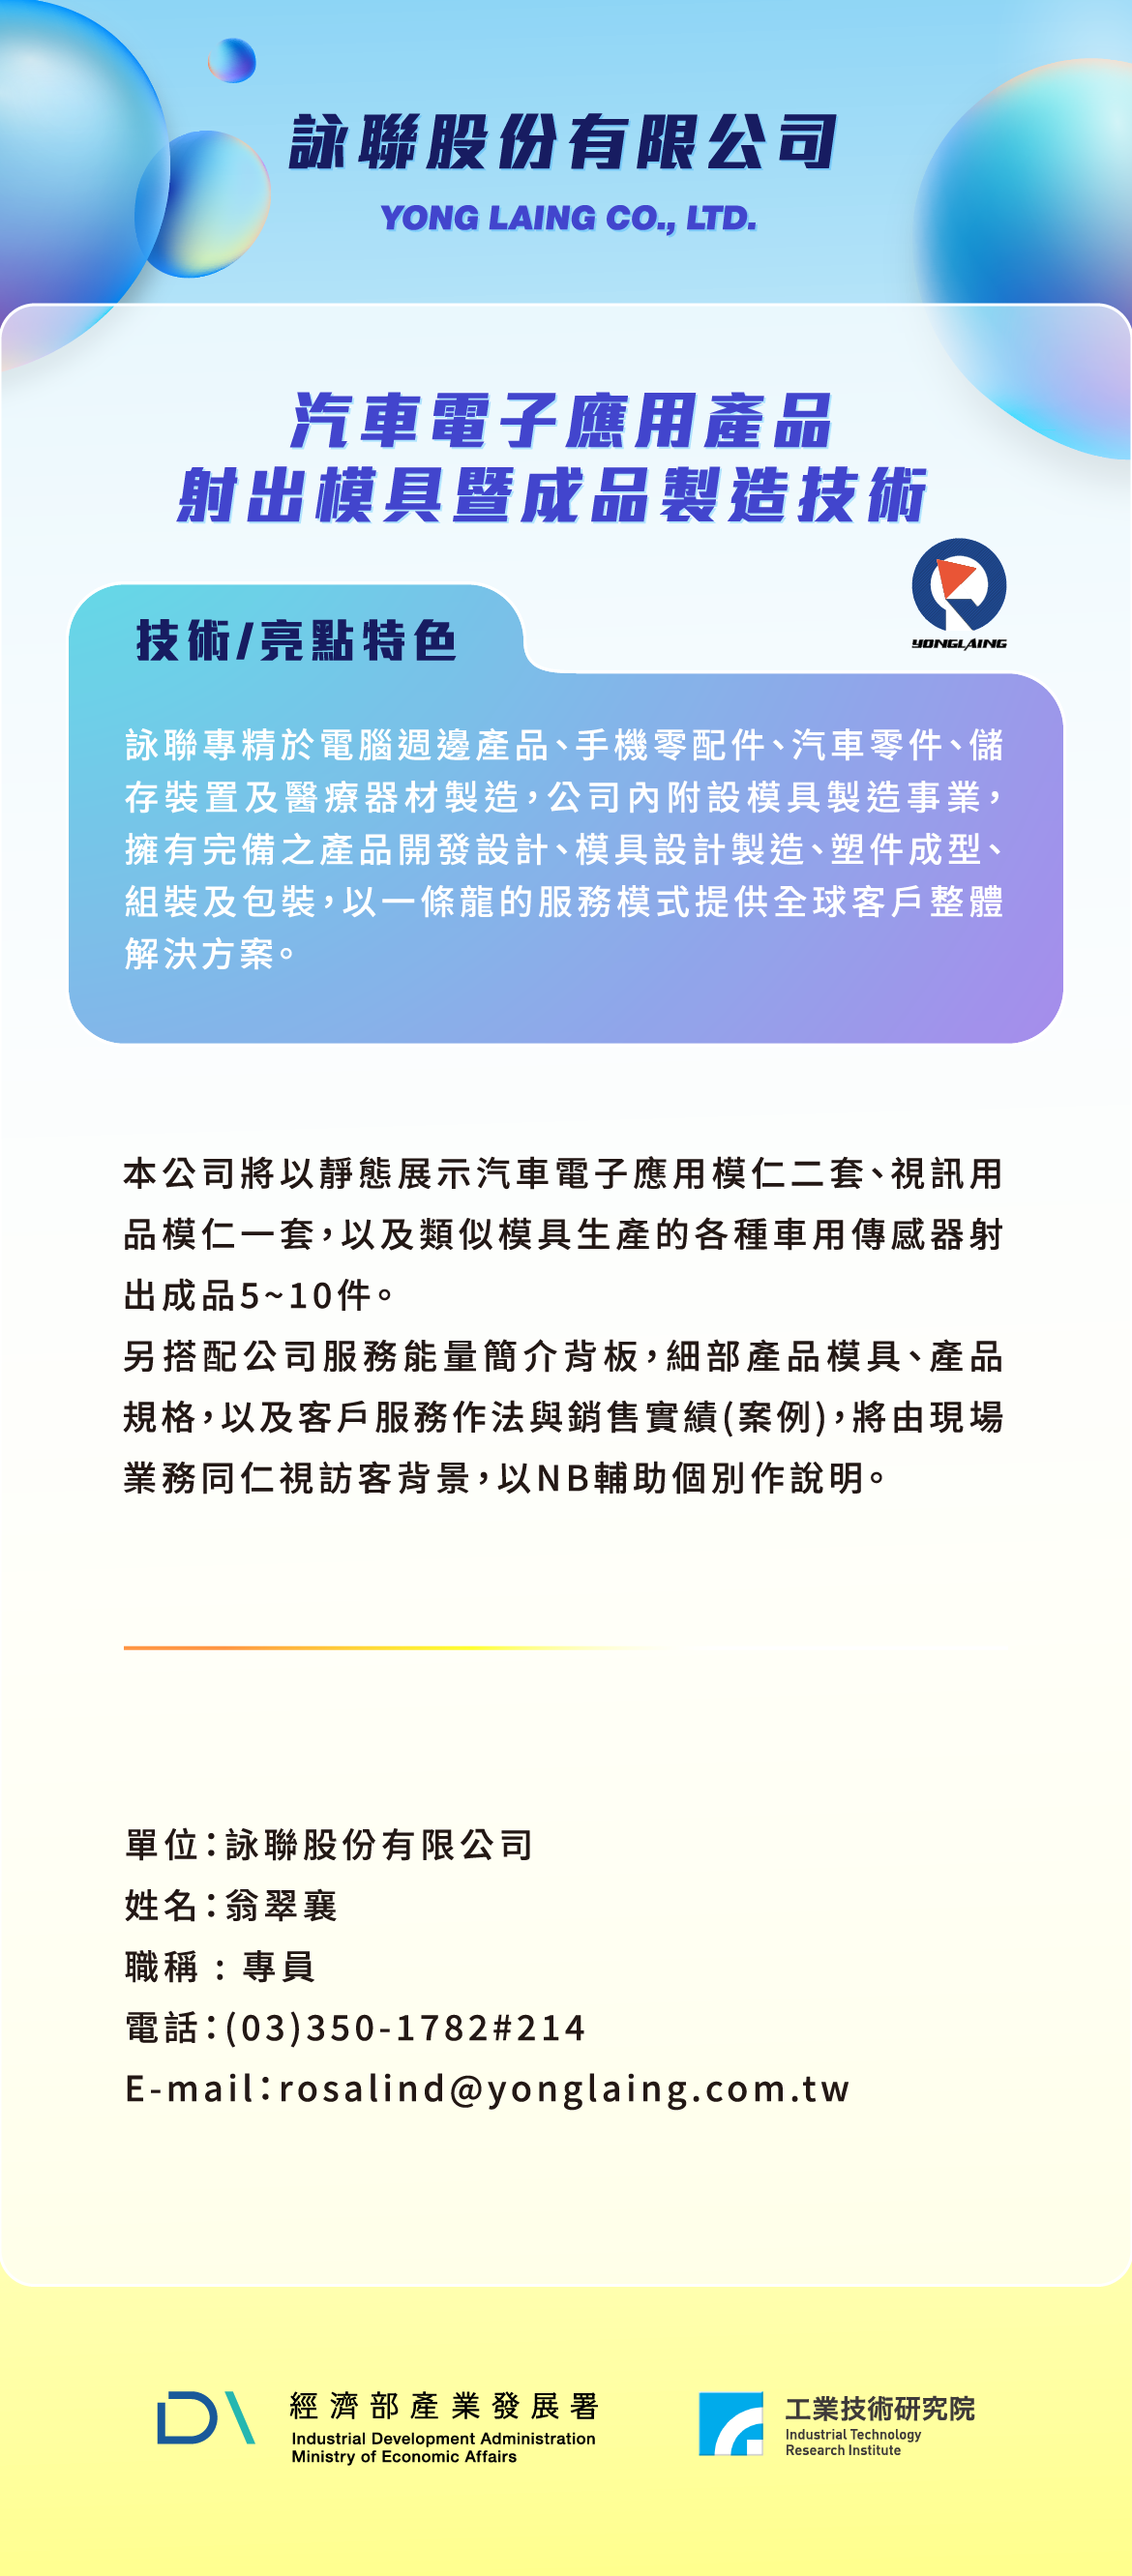 詠聯股份有限公司
YONG LAING CO., LTD.
汽車電子應用產品
射出模具暨成品製造技術
YONGLAING
技術/亮點特色
詠聯專精於電腦週邊產品、手機零配件、汽車零件、儲
存裝置及醫療器材製造，公司內附設模具製造事業，
擁有完備之產品開發設計、模具設計製造、塑件成型、
組裝及包裝，以一條龍的服務模式提供全球客戶整體
解決方案。
本公司將以靜態展示汽車電子應用模仁二套、視訊用
品模仁一套，以及類似模具生產的各種車用傳感器射
出成品5~10件。
另搭配公司服務能量簡介背板，細部產品模具、產品
規格，以及客戶服務作法與銷售實績(案例)，將由現場
業務同仁視訪客背景，以NB輔助個別作說明。
單位：詠聯股份有限公司
姓名：翁翠襄
職稱 : 專員
電話：(03)350-1782#214
E-mail：rosalind@yonglaing.com.tw
經濟部產業發展署
Industrial Development Administration
Ministry of Economic Affairs
工業技術研究院
Industrial Technology
Research Institute